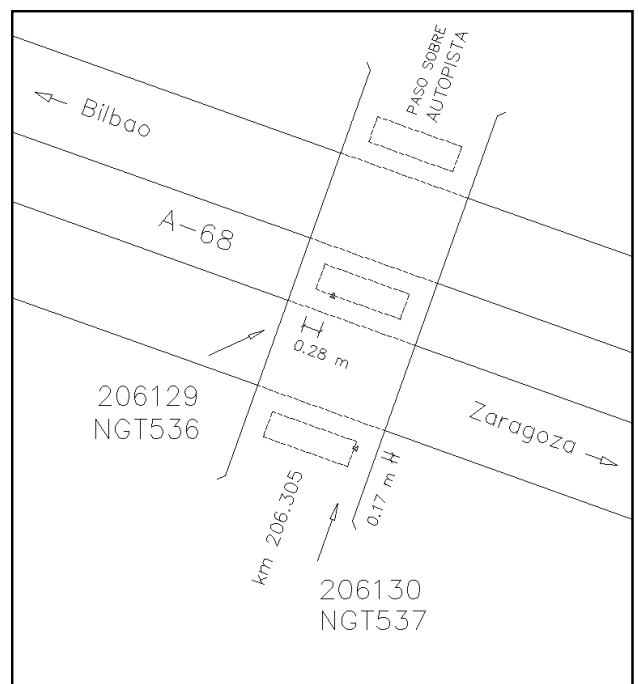 PASO SOBRE
AUTOPISTA
Bilbao
A-68
0.28 m
206129
NGT536
Zaragoza
0.17 m
km 206.305
206130
NGT537